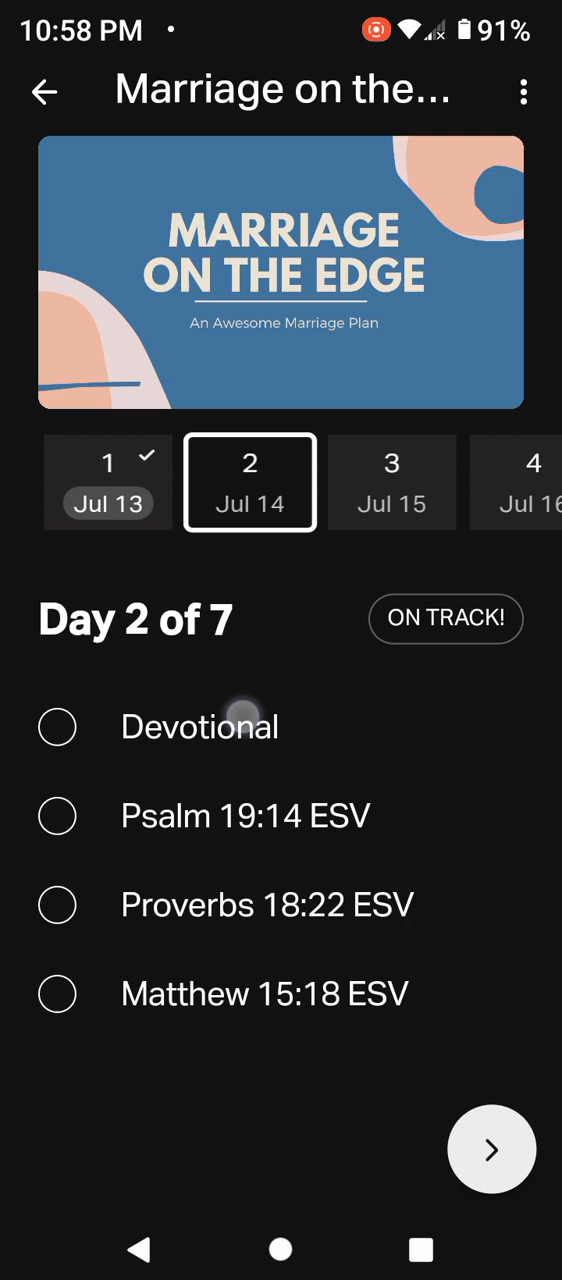 10:58 PM
91%
Marriage on the...
MARRIAGE
ON THE EDGE
An Awesome Marriage Plan
1
Jul 13
2
Jul 14
3
Jul 15
4
Jul 16
Day 2 of 7
ON TRACK!
Devotional
Psalm 19:14 ESV
Proverbs 18:22 ESV
Matthew 15:18 ESV